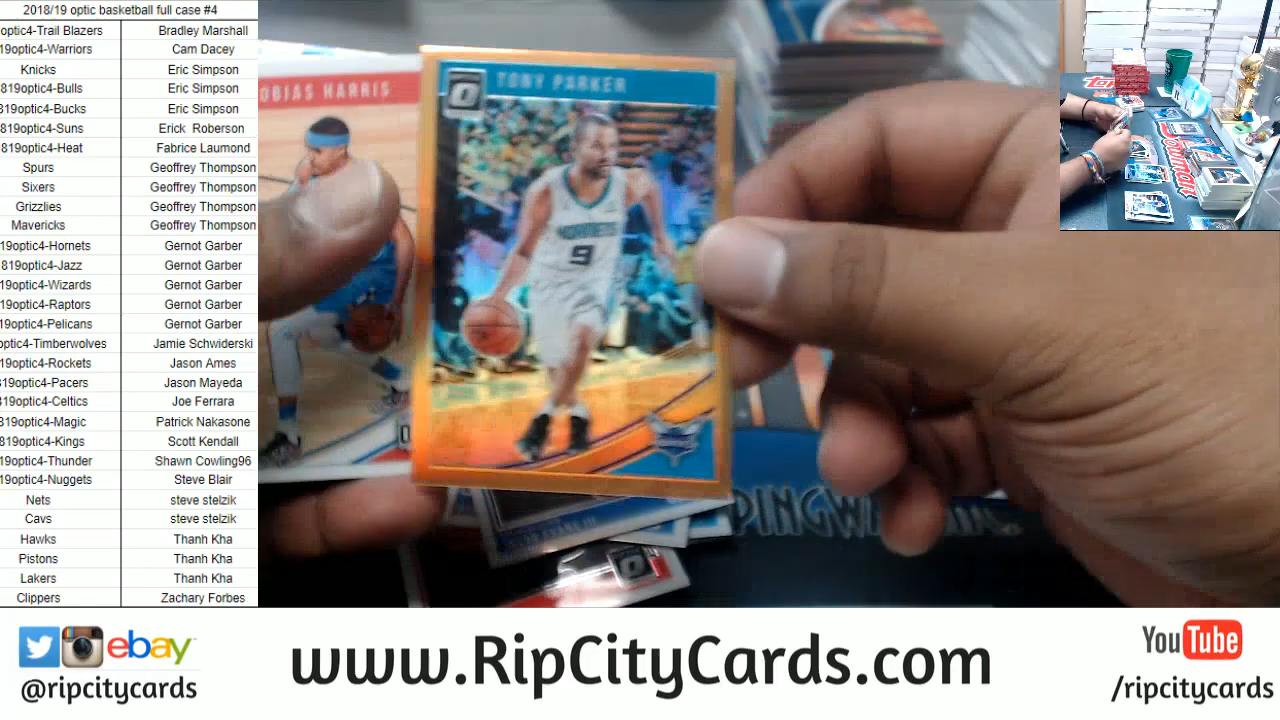 2018/19 optic basketball full case #4
optic4-Trail Blazers Bradley Marshall
19optic4-Warriors Cam Dacey
Knicks Eric Simpson
819optic4-Bulls Eric Simpson
819optic4-Bucks Eric Simpson
819optic4-Suns Erick Roberson
819optic4-Heat Fabrice Laumond
Spurs Geoffrey Thompson
Sixers Geoffrey Thompson
Grizzlies Geoffrey Thompson
Mavericks Geoffrey Thompson
19optic4-Hornets Gernot Garber
819optic4-Jazz Gernot Garber
19optic4-Wizards Gernot Garber
19optic4-Raptors Gernot Garber
19optic4-Pelicans Gernot Garber
optic4-Timberwolves Jamie Schwiderski
19optic4-Rockets Jason Ames
819optic4-Pacers Jason Mayeda
19optic4-Celtics Joe Ferrara
19optic4-Magic Patrick Nakasone
819optic4-Kings Scott Kendall
19optic4-Thunder Shawn Cowling96
19optic4-Nuggets Steve Blair
Nets steve stelzik
Cavs steve stelzik
Hawks Thanh Kha
Pistons Thanh Kha
Lakers Thanh Kha
Clippers Zachary Forbes
OBIAS HARRIS
TONY PARKER
HORNETS
9
ebay
@ripcitycards
www.RipCityCards.com
YouTube
/ripcitycards